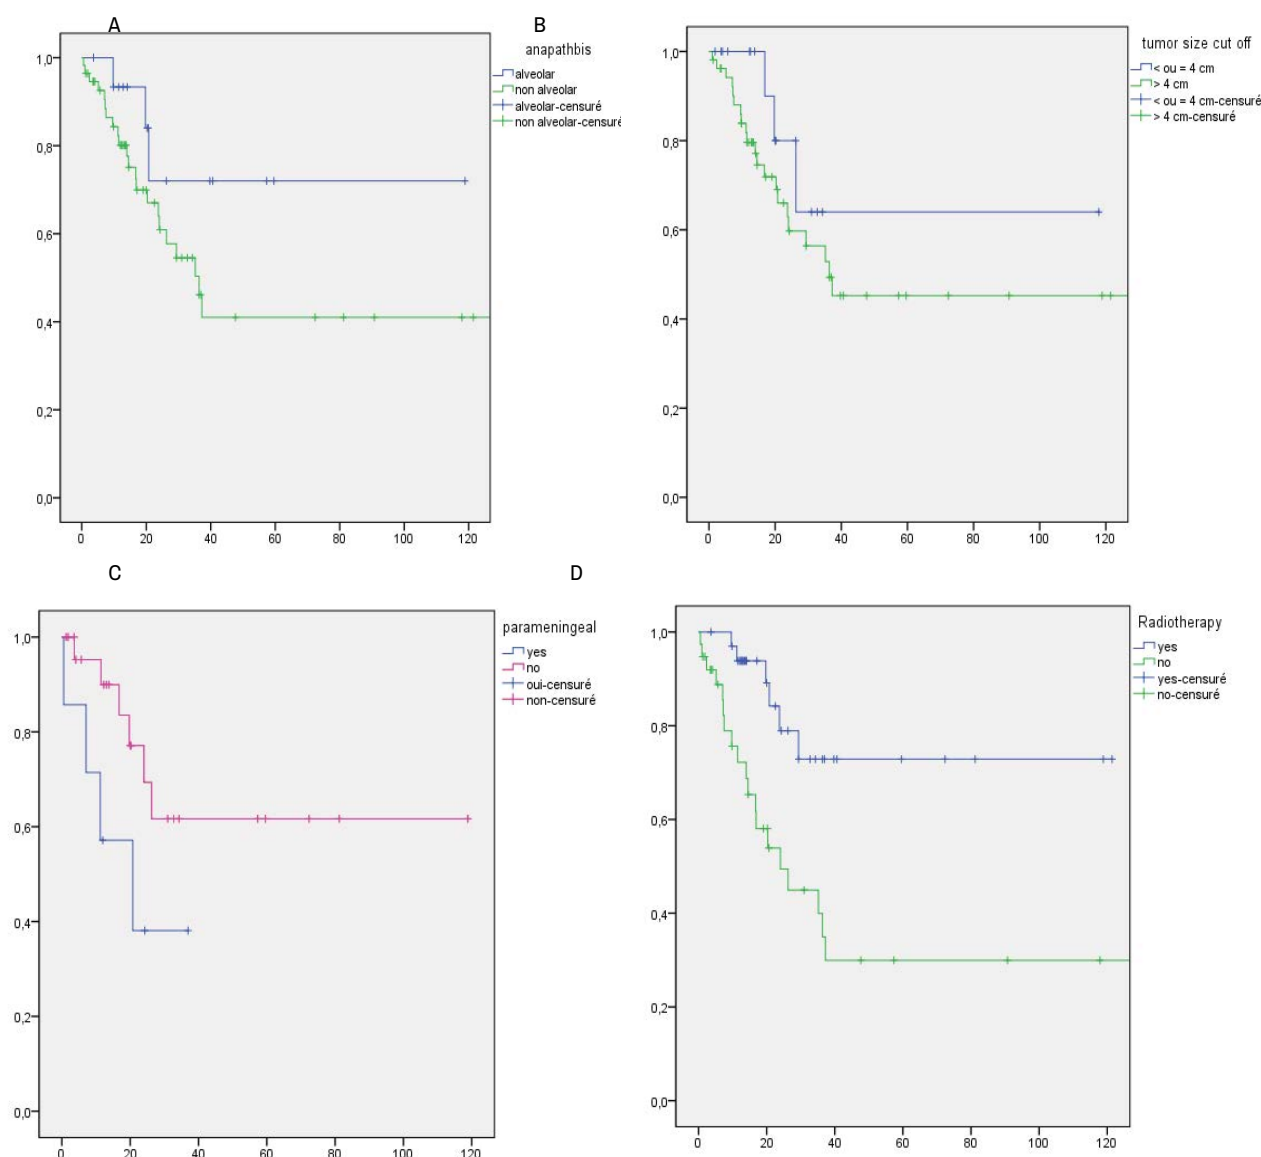 A
anapathbis
alveolar
non alveolar
alveolar-censuré
non alveolar-censuré
1,0
0,8
0,6
0,4
0,2
0,0
0 20 40 60 80 100 120
B
tumor size cut off
< ou = 4 cm
> 4 cm
< ou = 4 cm-censuré
> 4 cm-censuré
1,0
0,8
0,6
0,4
0,2
0,0
0 20 40 60 80 100 120
C
parameningeal
yes
no
oui-censuré
non-censuré
1,0
0,8
0,6
0,4
0,2
0,0
0 20 40 60 80 100 120
D
Radiotherapy
yes
no
yes-censuré
no-censuré
1,0
0,8
0,6
0,4
0,2
0,0
0 20 40 60 80 100 120